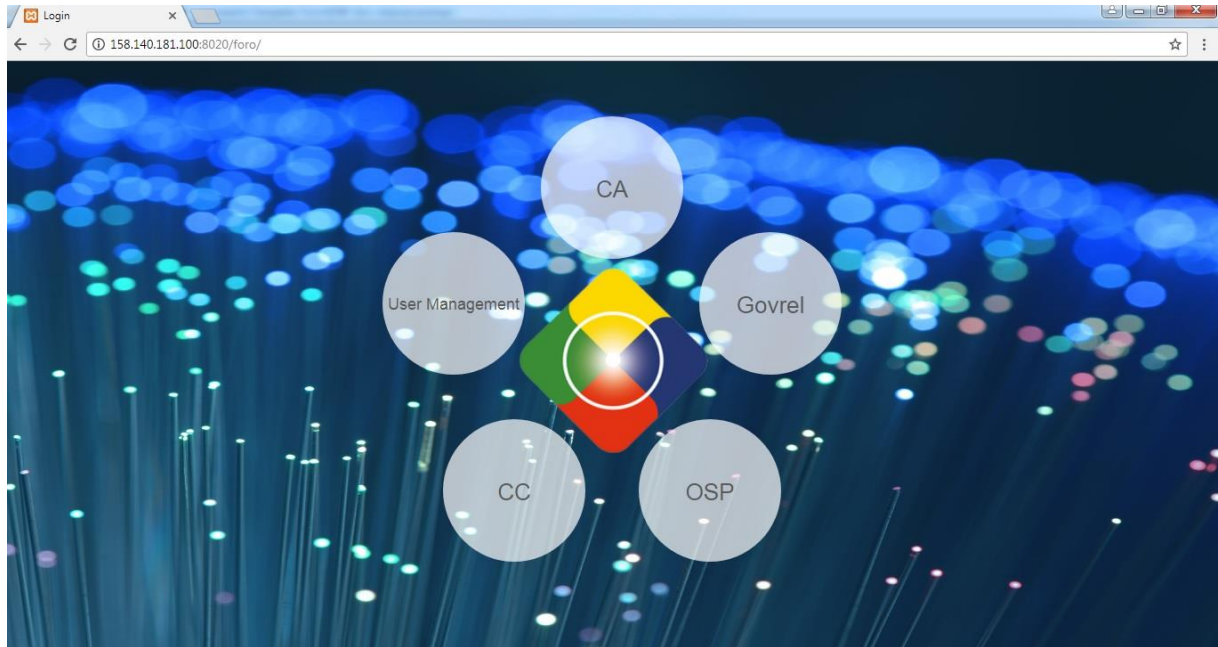 Login
158.140.181.100:8020/foro/
CA
User Management
Govrel
CC
OSP